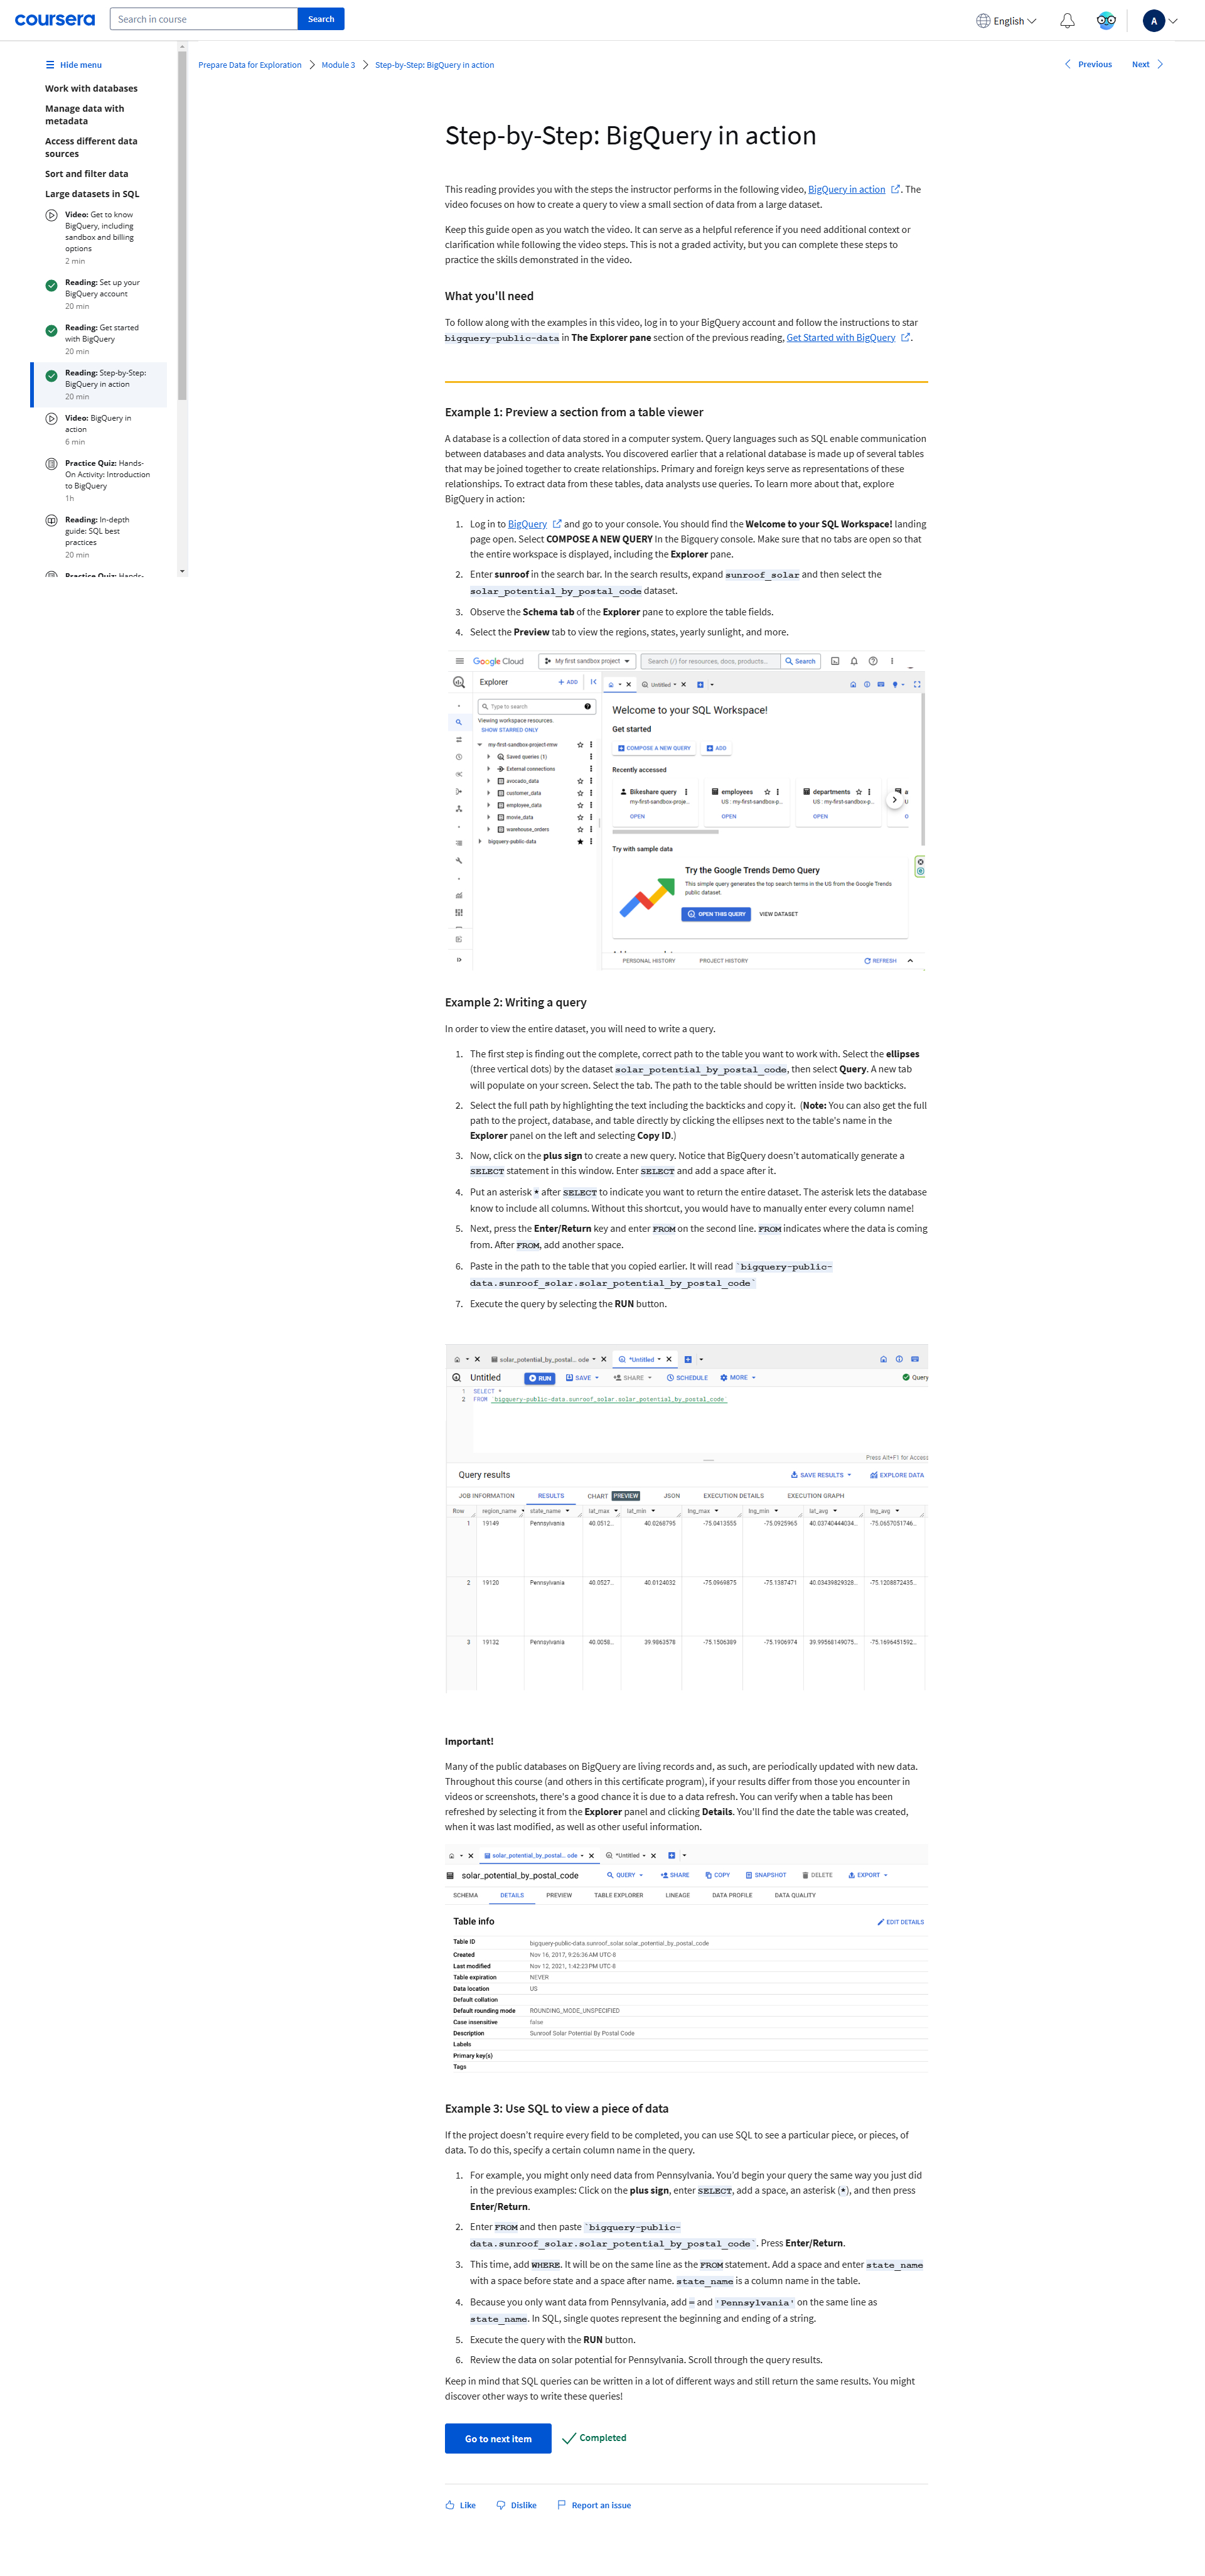 coursera
Search in course
Search
English
A
Hide menu
Work with databases
Manage data with
metadata
Access different data
sources
Sort and filter data
Large datasets in SQL
Video: Get to know
BigQuery, including
sandbox and billing
options
2 min
Reading: Set up your
BigQuery account
20 min
Reading: Get started
with BigQuery
20 min
Reading: Step-by-Step:
BigQuery in action
20 min
Video: BigQuery in
action
6 min
Practice Quiz: Hands-
On Activity: Introduction
to BigQuery
1h
Reading: In-depth
guide: SQL best
practices
20 min
Practice Quiz: Hands-
Prepare Data for Exploration
Module 3
Step-by-Step: BigQuery in action
Previous
Next
Step-by-Step: BigQuery in action
This reading provides you with the steps the instructor performs in the following video, BigQuery in action. The
video focuses on how to create a query to view a small section of data from a large dataset.
Keep this guide open as you watch the video. It can serve as a helpful reference if you need additional context or
clarification while following the video steps. This is not a graded activity, but you can complete these steps to
practice the skills demonstrated in the video.
What you'll need
To follow along with the examples in this video, log in to your BigQuery account and follow the instructions to star
bigquery-public-data in The Explorer pane section of the previous reading, Get Started with BigQuery.
Example 1: Preview a section from a table viewer
A database is a collection of data stored in a computer system. Query languages such as SQL enable communication
between databases and data analysts. You discovered earlier that a relational database is made up of several tables
that may be joined together to create relationships. Primary and foreign keys serve as representations of these
relationships. To extract data from these tables, data analysts use queries. To learn more about that, explore
BigQuery in action:
1. Log in to BigQuery and go to your console. You should find the Welcome to your SQL Workspace! landing
page open. Select COMPOSE A NEW QUERY In the Bigquery console. Make sure that no tabs are open so that
the entire workspace is displayed, including the Explorer pane.
2. Enter sunroof in the search bar. In the search results, expand sunroof_solar and then select the
solar_potential_by_postal_code dataset.
3. Observe the Schema tab of the Explorer pane to explore the table fields.
4. Select the Preview tab to view the regions, states, yearly sunlight, and more.
Google Cloud
My first sandbox project
Search (/) for resources, docs, products...
Search
Explorer
+ ADD
Untitled
Type to search
Viewing workspace resources.
SHOW STARRED ONLY
my-first-sandbox-project-mnw
Saved queries (1)
External connections
avocado_data
customer_data
employee_data
movie_data
warehouse_orders
bigquery-public-data
Welcome to your SQL Workspace!
Get started
COMPOSE A NEW QUERY
ADD
Recently accessed
Bikeshare query
my-first-sandbox-proje...
OPEN
employees
US : my-first-sandbox-p...
OPEN
departments
US : my-first-sandbox-p...
OPEN
Try with sample data
Try the Google Trends Demo Query
This simple query generates the top search terms in the US from the Google Trends
public dataset.
OPEN THIS QUERY
VIEW DATASET
PERSONAL HISTORY
PROJECT HISTORY
REFRESH
Example 2: Writing a query
In order to view the entire dataset, you will need to write a query.
1. The first step is finding out the complete, correct path to the table you want to work with. Select the ellipses
(three vertical dots) by the dataset solar_potential_by_postal_code, then select Query. A new tab
will populate on your screen. Select the tab. The path to the table should be written inside two backticks.
2. Select the full path by highlighting the text including the backticks and copy it. (Note: You can also get the full
path to the project, database, and table directly by clicking the ellipses next to the table's name in the
Explorer panel on the left and selecting Copy ID.)
3. Now, click on the plus sign to create a new query. Notice that BigQuery doesn't automatically generate a
SELECT statement in this window. Enter SELECT and add a space after it.
4. Put an asterisk * after SELECT to indicate you want to return the entire dataset. The asterisk lets the database
know to include all columns. Without this shortcut, you would have to manually enter every column name!
5. Next, press the Enter/Return key and enter FROM on the second line. FROM indicates where the data is coming
from. After FROM, add another space.
6. Paste in the path to the table that you copied earlier. It will read `bigquery-public-
data.sunroof_solar.solar_potential_by_postal_code`
7. Execute the query by selecting the RUN button.
solar_potential_by_postal... ode
*Untitled
Untitled
RUN
SAVE
SHARE
SCHEDULE
MORE
Query
1 SELECT *
2 FROM `bigquery-public-data.sunroof_solar.solar_potential_by_postal_code`
Press Alt+F1 for Access
Query results
SAVE RESULTS
EXPLORE DATA
JOB INFORMATION
RESULTS
CHART PREVIEW
JSON
EXECUTION DETAILS
EXECUTION GRAPH
Row region_name state_name lat_max lat_min lng_max lng_min lat_avg lng_avg
1 19149 Pennsylvania 40.0512... 40.0268795 -75.0413555 -75.0925965 40.03740444034... -75.0657051746...
2 19120 Pennsylvania 40.0527... 40.0124032 -75.0969875 -75.1387471 40.03439829328... -75.1208872435...
3 19132 Pennsylvania 40.0058... 39.9863578 -75.1506389 -75.1906974 39.99568149075... -75.1696451592...
Important!
Many of the public databases on BigQuery are living records and, as such, are periodically updated with new data.
Throughout this course (and others in this certificate program), if your results differ from those you encounter in
videos or screenshots, there's a good chance it is due to a data refresh. You can verify when a table has been
refreshed by selecting it from the Explorer panel and clicking Details. You'll find the date the table was created,
when it was last modified, as well as other useful information.
solar_potential_by_postal... ode
*Untitled
solar_potential_by_postal_code
QUERY
SHARE
COPY
SNAPSHOT
DELETE
EXPORT
SCHEMA
DETAILS
PREVIEW
TABLE EXPLORER
LINEAGE
DATA PROFILE
DATA QUALITY
Table info
EDIT DETAILS
Table ID bigquery-public-data.sunroof_solar.solar_potential_by_postal_code
Created Nov 16, 2017, 9:26:36 AM UTC-8
Last modified Nov 12, 2021, 1:42:23 PM UTC-8
Table expiration NEVER
Data location US
Default collation
Default rounding mode ROUNDING_MODE_UNSPECIFIED
Case insensitive false
Description Sunroof Solar Potential By Postal Code
Labels
Primary key(s)
Tags
Example 3: Use SQL to view a piece of data
If the project doesn't require every field to be completed, you can use SQL to see a particular piece, or pieces, of
data. To do this, specify a certain column name in the query.
1. For example, you might only need data from Pennsylvania. You'd begin your query the same way you just did
in the previous examples: Click on the plus sign, enter SELECT, add a space, an asterisk (*), and then press
Enter/Return.
2. Enter FROM and then paste `bigquery-public-
data.sunroof_solar.solar_potential_by_postal_code`. Press Enter/Return.
3. This time, add WHERE. It will be on the same line as the FROM statement. Add a space and enter state_name
with a space before state and a space after name. state_name is a column name in the table.
4. Because you only want data from Pennsylvania, add = and 'Pennsylvania' on the same line as
state_name. In SQL, single quotes represent the beginning and ending of a string.
5. Execute the query with the RUN button.
6. Review the data on solar potential for Pennsylvania. Scroll through the query results.
Keep in mind that SQL queries can be written in a lot of different ways and still return the same results. You might
discover other ways to write these queries!
Go to next item
Completed
Like
Dislike
Report an issue